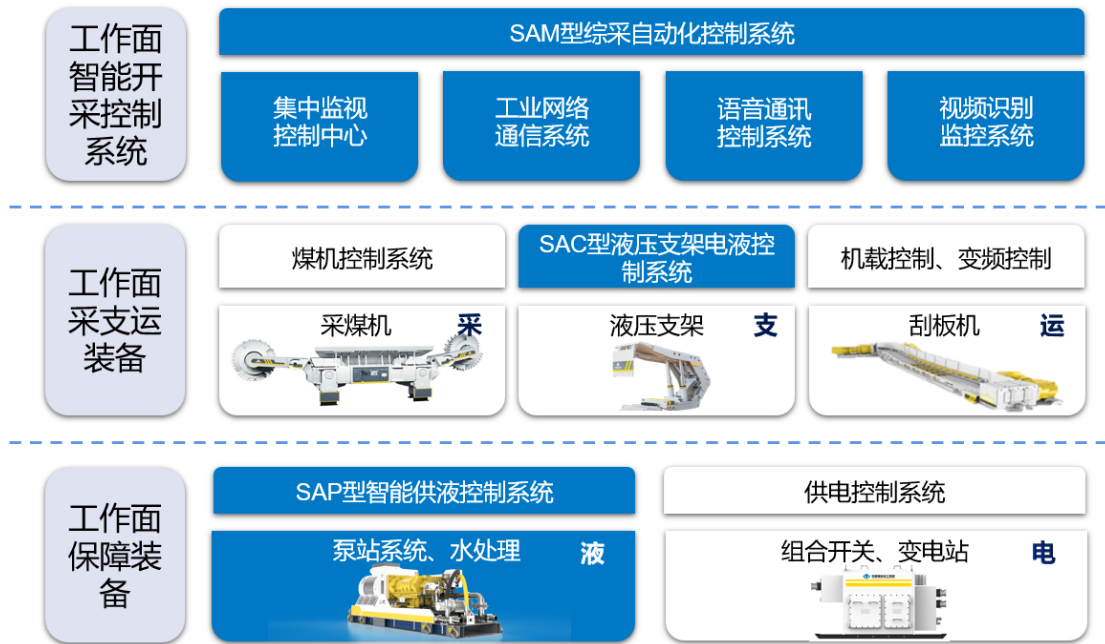 工作面
智能开
采控制
系统
SAM型综采自动化控制系统
集中监视
控制中心
工业网络
通信系统
语音通讯
控制系统
视频识别
监控系统
工作面
采支运
装备
煤机控制系统
SAC型液压支架电液控
制系统
机载控制、变频控制
采煤机
采
液压支架
支
刮板机
运
工作面
保障装
备
SAP型智能供液控制系统
供电控制系统
泵站系统、水处理
液
组合开关、变电站
电